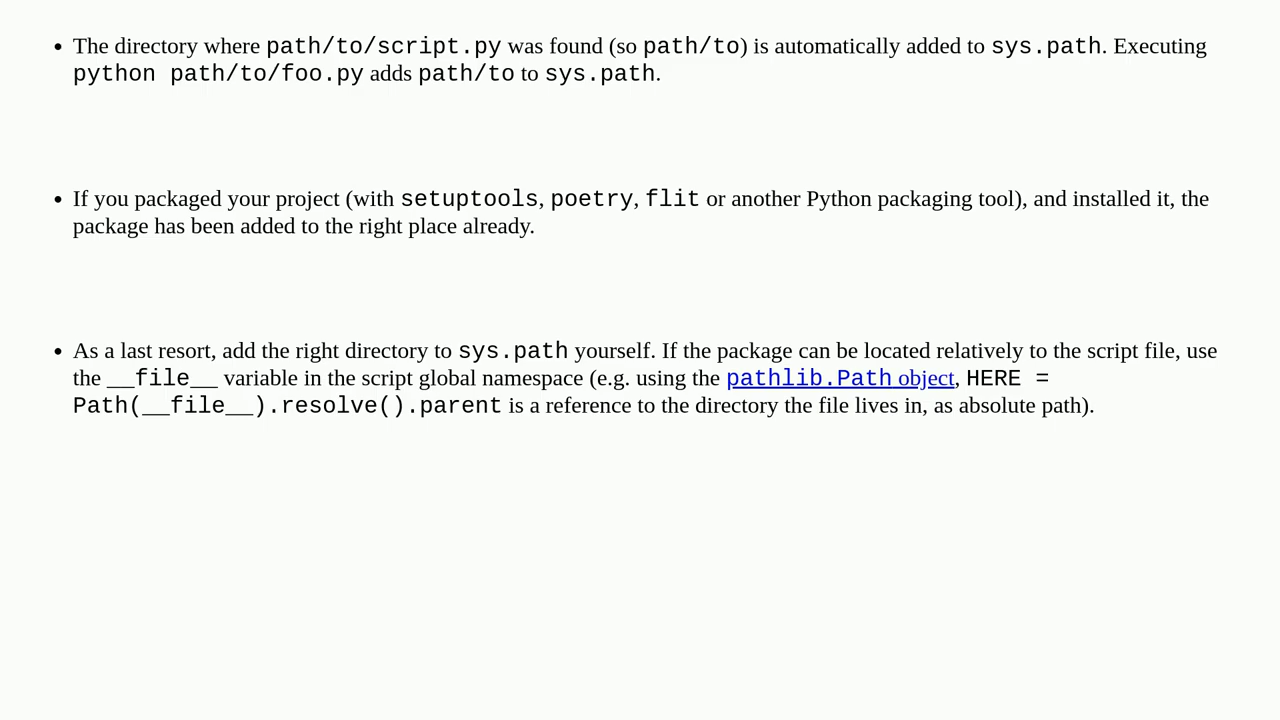 • The directory where path/to/script.py was found (so path/to) is automatically added to sys.path. Executing
python path/to/foo.py adds path/to to sys.path.
• If you packaged your project (with setuptools, poetry, flit or another Python packaging tool), and installed it, the
package has been added to the right place already.
• As a last resort, add the right directory to sys.path yourself. If the package can be located relatively to the script file, use
the __file__ variable in the script global namespace (e.g. using the pathlib.Path object, HERE =
Path(__file__).resolve().parent is a reference to the directory the file lives in, as absolute path).